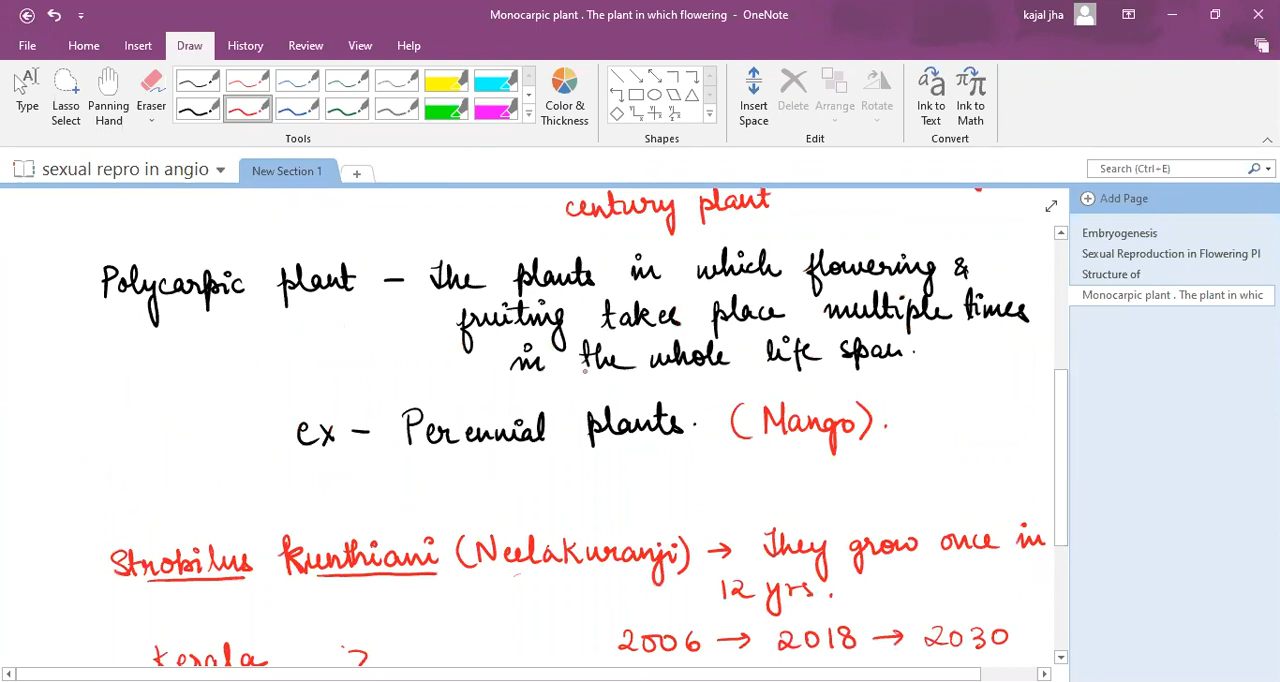 Monocarpic plant . The plant in which flowering - OneNote
kajal jha
File Home Insert Draw History Review View Help
Type
Lasso Select
Panning Hand
Eraser
Color & Thickness
Insert Space
Delete
Arrange
Rotate
Ink to Text
Ink to Math
Tools
Shapes
Edit
Convert
sexual repro in angio
New Section 1
Search (Ctrl+E)
Add Page
Embryogenesis
Sexual Reproduction in Flowering Pl
Structure of
Monocarpic plant . The plant in whic
century plant
Polycarpic plant - The plants in which flowering &
fruiting takes place multiple times
in the whole life span.
ex - Perennial plants. (Mango).
Strobilus kunthiani (Neelakuranji) → They grow once in
12 yrs.
2006 → 2018 → 2030
Kerala